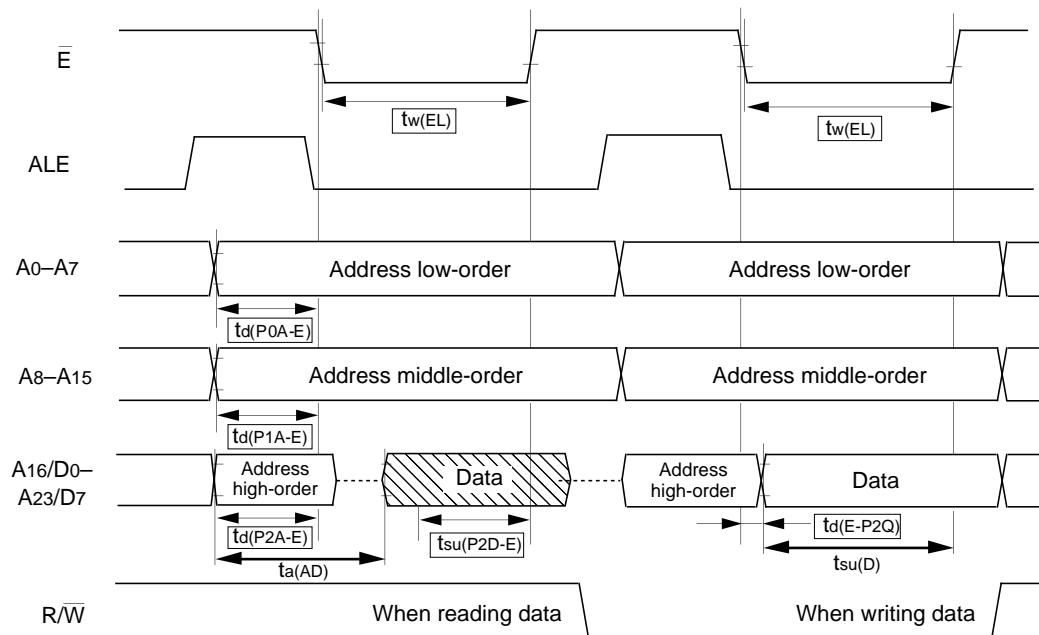 E̅
tw(EL)
tw(EL)
ALE
A0–A7
Address low-order
Address low-order
td(P0A-E)
A8–A15
Address middle-order
Address middle-order
td(P1A-E)
A16/D0–
A23/D7
Address
high-order
Data
Address
high-order
Data
td(P2A-E)
tsu(P2D-E)
td(E-P2Q)
ta(AD)
tsu(D)
R/W̅
When reading data
When writing data